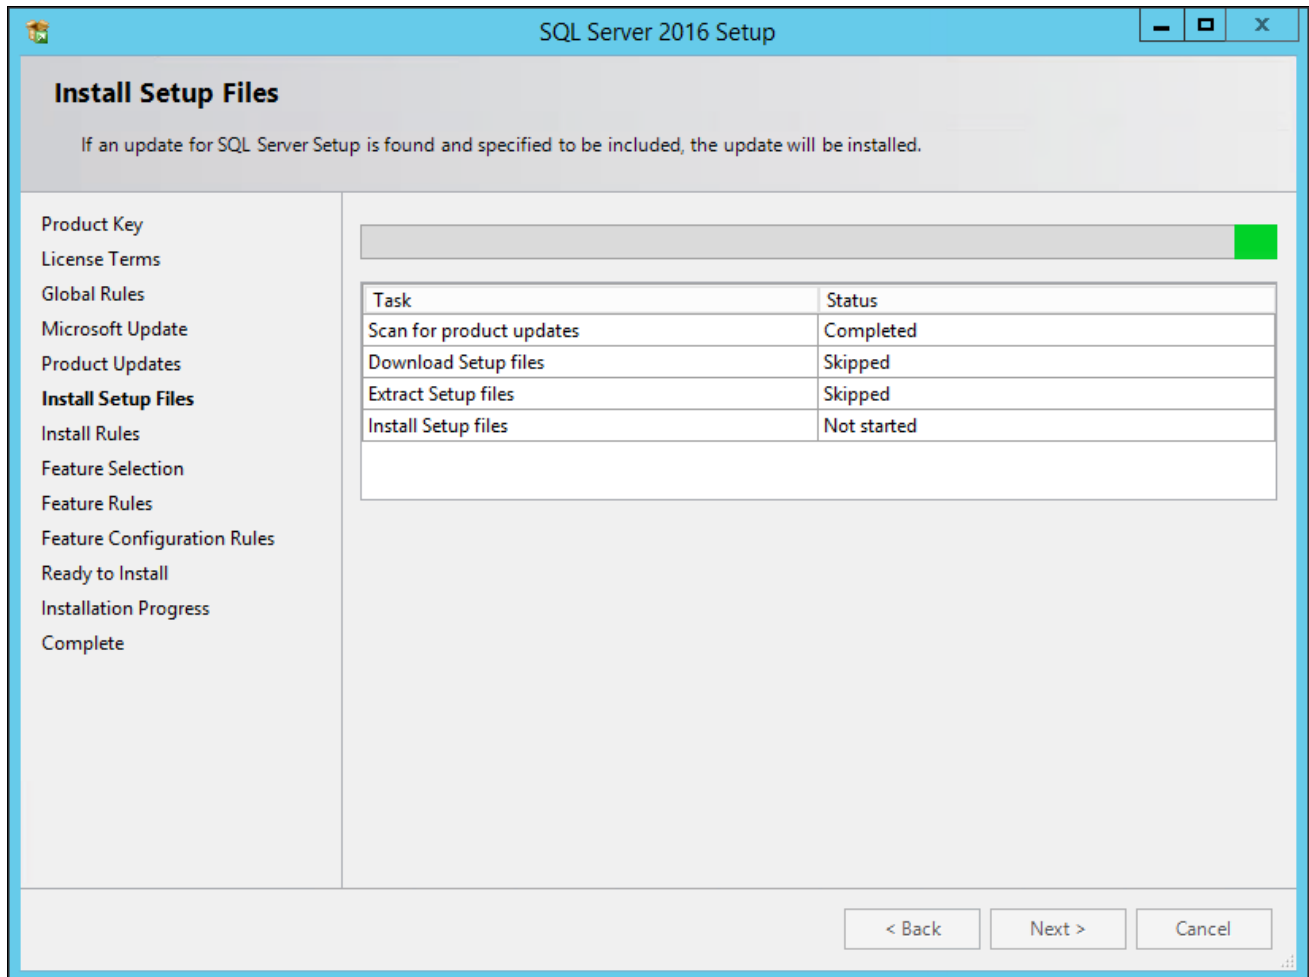 SQL Server 2016 Setup
Install Setup Files
If an update for SQL Server Setup is found and specified to be included, the update will be installed.
Product Key
License Terms
Global Rules
Microsoft Update
Product Updates
Install Setup Files
Install Rules
Feature Selection
Feature Rules
Feature Configuration Rules
Ready to Install
Installation Progress
Complete
Task Status
Scan for product updates Completed
Download Setup files Skipped
Extract Setup files Skipped
Install Setup files Not started
< Back Next > Cancel